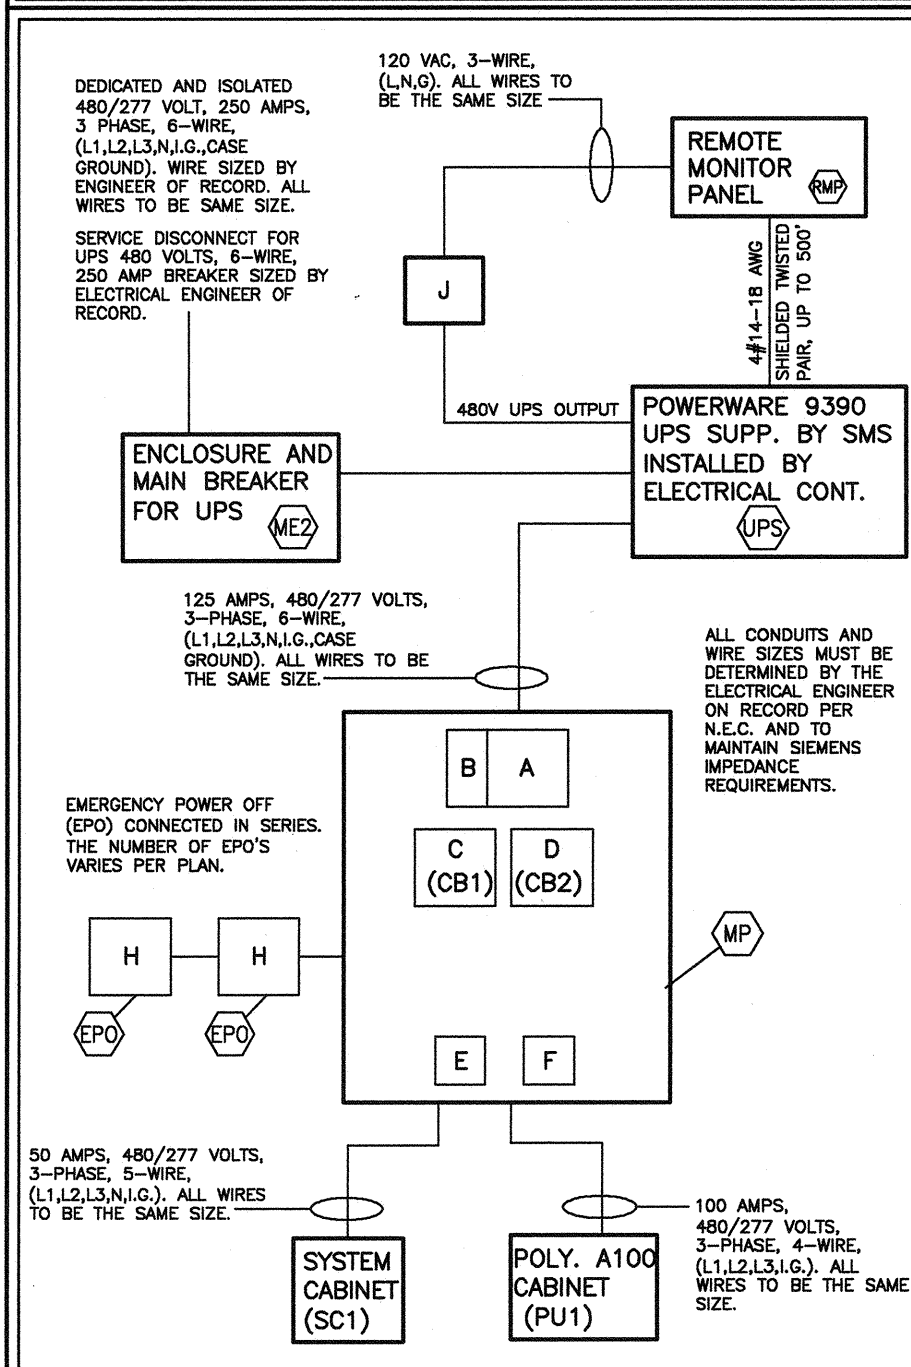 DEDICATED AND ISOLATED
480/277 VOLT, 250 AMPS,
3 PHASE, 6-WIRE,
(L1,L2,L3,N,I.G.,CASE
GROUND). WIRE SIZED BY
ENGINEER OF RECORD. ALL
WIRES TO BE SAME SIZE.
SERVICE DISCONNECT FOR
UPS 480 VOLTS, 6-WIRE,
250 AMP BREAKER SIZED BY
ELECTRICAL ENGINEER OF
RECORD.
120 VAC, 3-WIRE,
(L,N,G). ALL WIRES TO
BE THE SAME SIZE
REMOTE
MONITOR
PANEL
RMP
J
4#14-18 AWG
SHIELDED TWISTED
PAIR, UP TO 500'
480V UPS OUTPUT
POWERWARE 9390
UPS SUPP. BY SMS
INSTALLED BY
ELECTRICAL CONT.
UPS
ENCLOSURE AND
MAIN BREAKER
FOR UPS
ME2
125 AMPS, 480/277 VOLTS,
3-PHASE, 6-WIRE,
(L1,L2,L3,N,I.G.,CASE
GROUND). ALL WIRES TO BE
THE SAME SIZE.
ALL CONDUITS AND
WIRE SIZES MUST BE
DETERMINED BY THE
ELECTRICAL ENGINEER
ON RECORD PER
N.E.C. AND TO
MAINTAIN SIEMENS
IMPEDANCE
REQUIREMENTS.
B A
C
(CB1)
D
(CB2)
EMERGENCY POWER OFF
(EPO) CONNECTED IN SERIES.
THE NUMBER OF EPO'S
VARIES PER PLAN.
H H
EPO EPO
MP
E F
50 AMPS, 480/277 VOLTS,
3-PHASE, 5-WIRE,
(L1,L2,L3,N,I.G.). ALL WIRES
TO BE THE SAME SIZE.
SYSTEM
CABINET
(SC1)
POLY. A100
CABINET
(PU1)
100 AMPS,
480/277 VOLTS,
3-PHASE, 4-WIRE,
(L1,L2,L3,I.G.). ALL
WIRES TO BE THE SAME
SIZE.